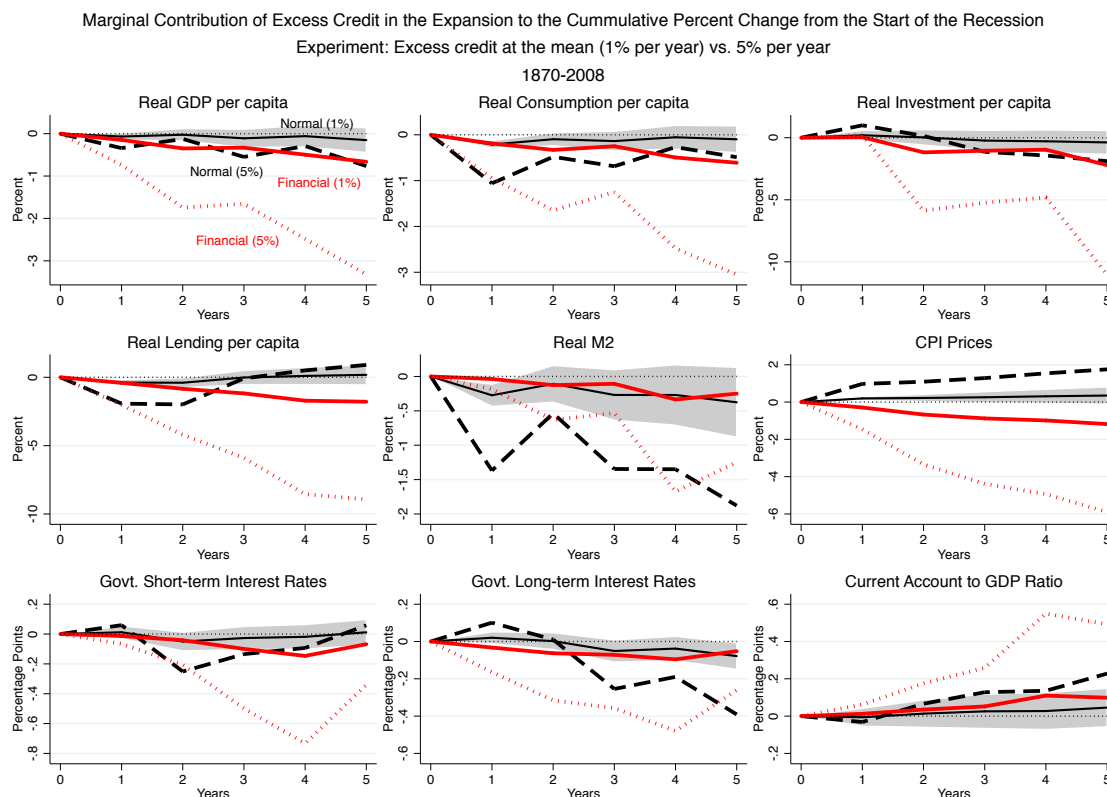 Marginal Contribution of Excess Credit in the Expansion to the Cummulative Percent Change from the Start of the Recession
Experiment: Excess credit at the mean (1% per year) vs. 5% per year
1870-2008
Real GDP per capita
Percent
0
-1
-2
-3
Normal (1%)
Normal (5%)
Financial (1%)
Financial (5%)
0 1 2 3 4 5
Years
Real Consumption per capita
Percent
0
-1
-2
-3
0 1 2 3 4 5
Years
Real Investment per capita
Percent
0
-5
-10
0 1 2 3 4 5
Years
Real Lending per capita
Percent
0
-5
-10
0 1 2 3 4 5
Years
Real M2
Percent
0
-.5
-1
-1.5
-2
0 1 2 3 4 5
Years
CPI Prices
Percent
2
0
-2
-4
-6
0 1 2 3 4 5
Years
Govt. Short-term Interest Rates
Percentage Points
.2
0
-.2
-.4
-.6
-.8
0 1 2 3 4 5
Years
Govt. Long-term Interest Rates
Percentage Points
.2
0
-.2
-.4
-.6
0 1 2 3 4 5
Years
Current Account to GDP Ratio
Percentage Points
.6
.4
.2
0
-.2
0 1 2 3 4 5
Years